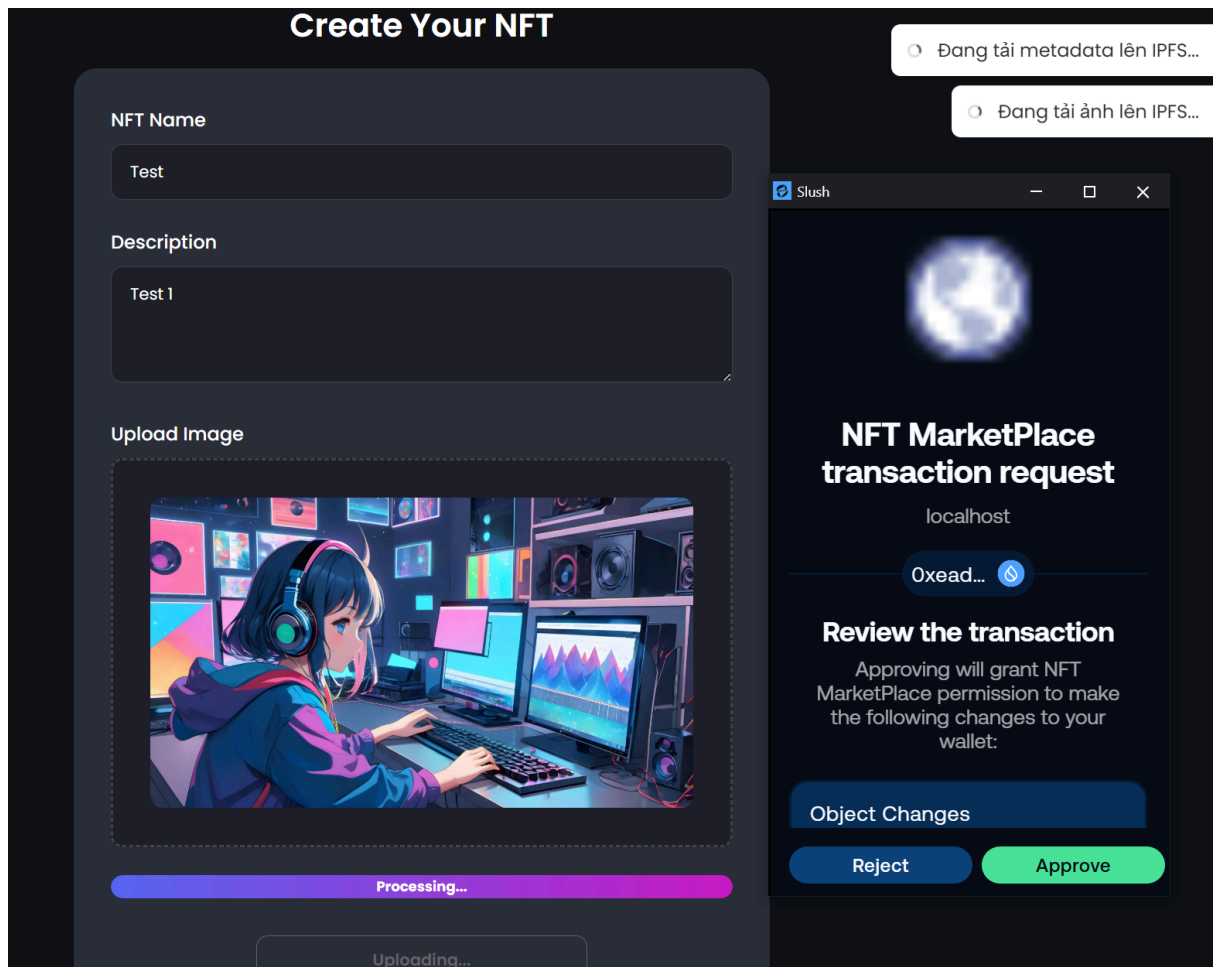 Create Your NFT
Đang tải metadata lên IPFS...
Đang tải ảnh lên IPFS...
NFT Name
Test
Description
Test 1
Upload Image
Processing...
Uploading...
Slush
NFT MarketPlace
transaction request
localhost
0xead...
Review the transaction
Approving will grant NFT
MarketPlace permission to make
the following changes to your
wallet:
Object Changes
Reject
Approve